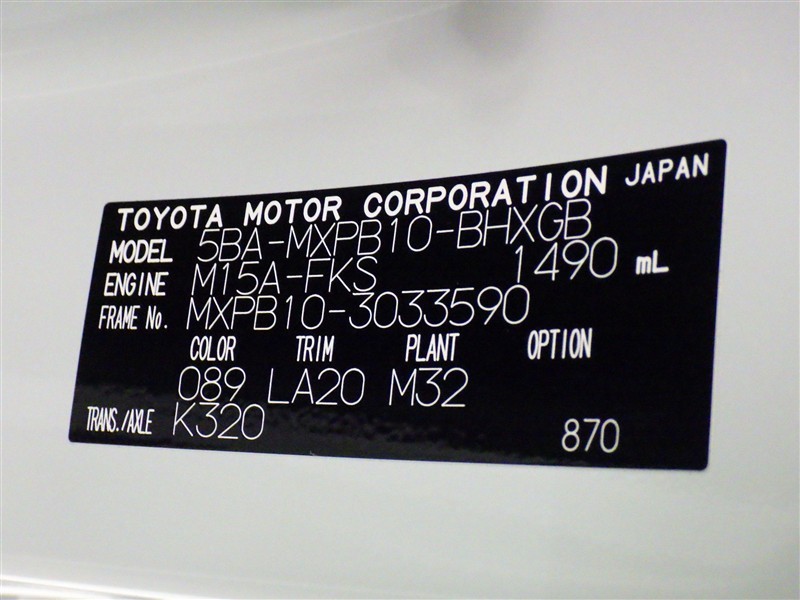 TOYOTA MOTOR CORPORATION JAPAN
MODEL 5BA-MXPB10-BHXGB
ENGINE M15A-FKS 1490 mL
FRAME No. MXPB10-3033590
COLOR TRIM PLANT OPTION
089 LA20 M32
TRANS./AXLE K320
870